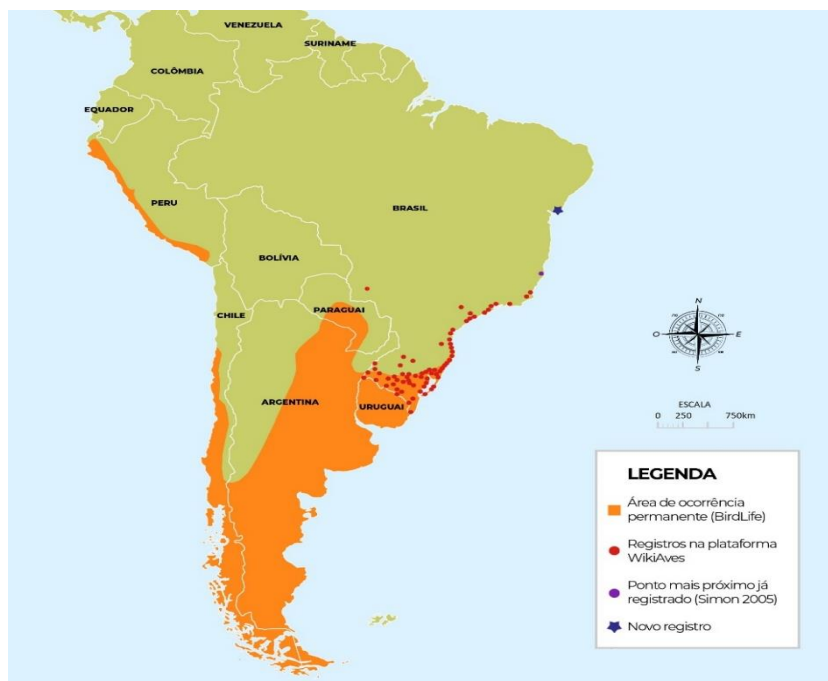 VENEZUELA
SURINAME
COLÔMBIA
EQUADOR
PERU
BRASIL
BOLÍVIA
PARAGUAI
CHILE
ARGENTINA
URUGUAI
N
O
E
S
ESCALA
0 250 750km
LEGENDA
Área de ocorrência
permanente (BirdLife)
Registros na plataforma
WikiAves
Ponto mais próximo já
registrado (Simon 2005)
Novo registro